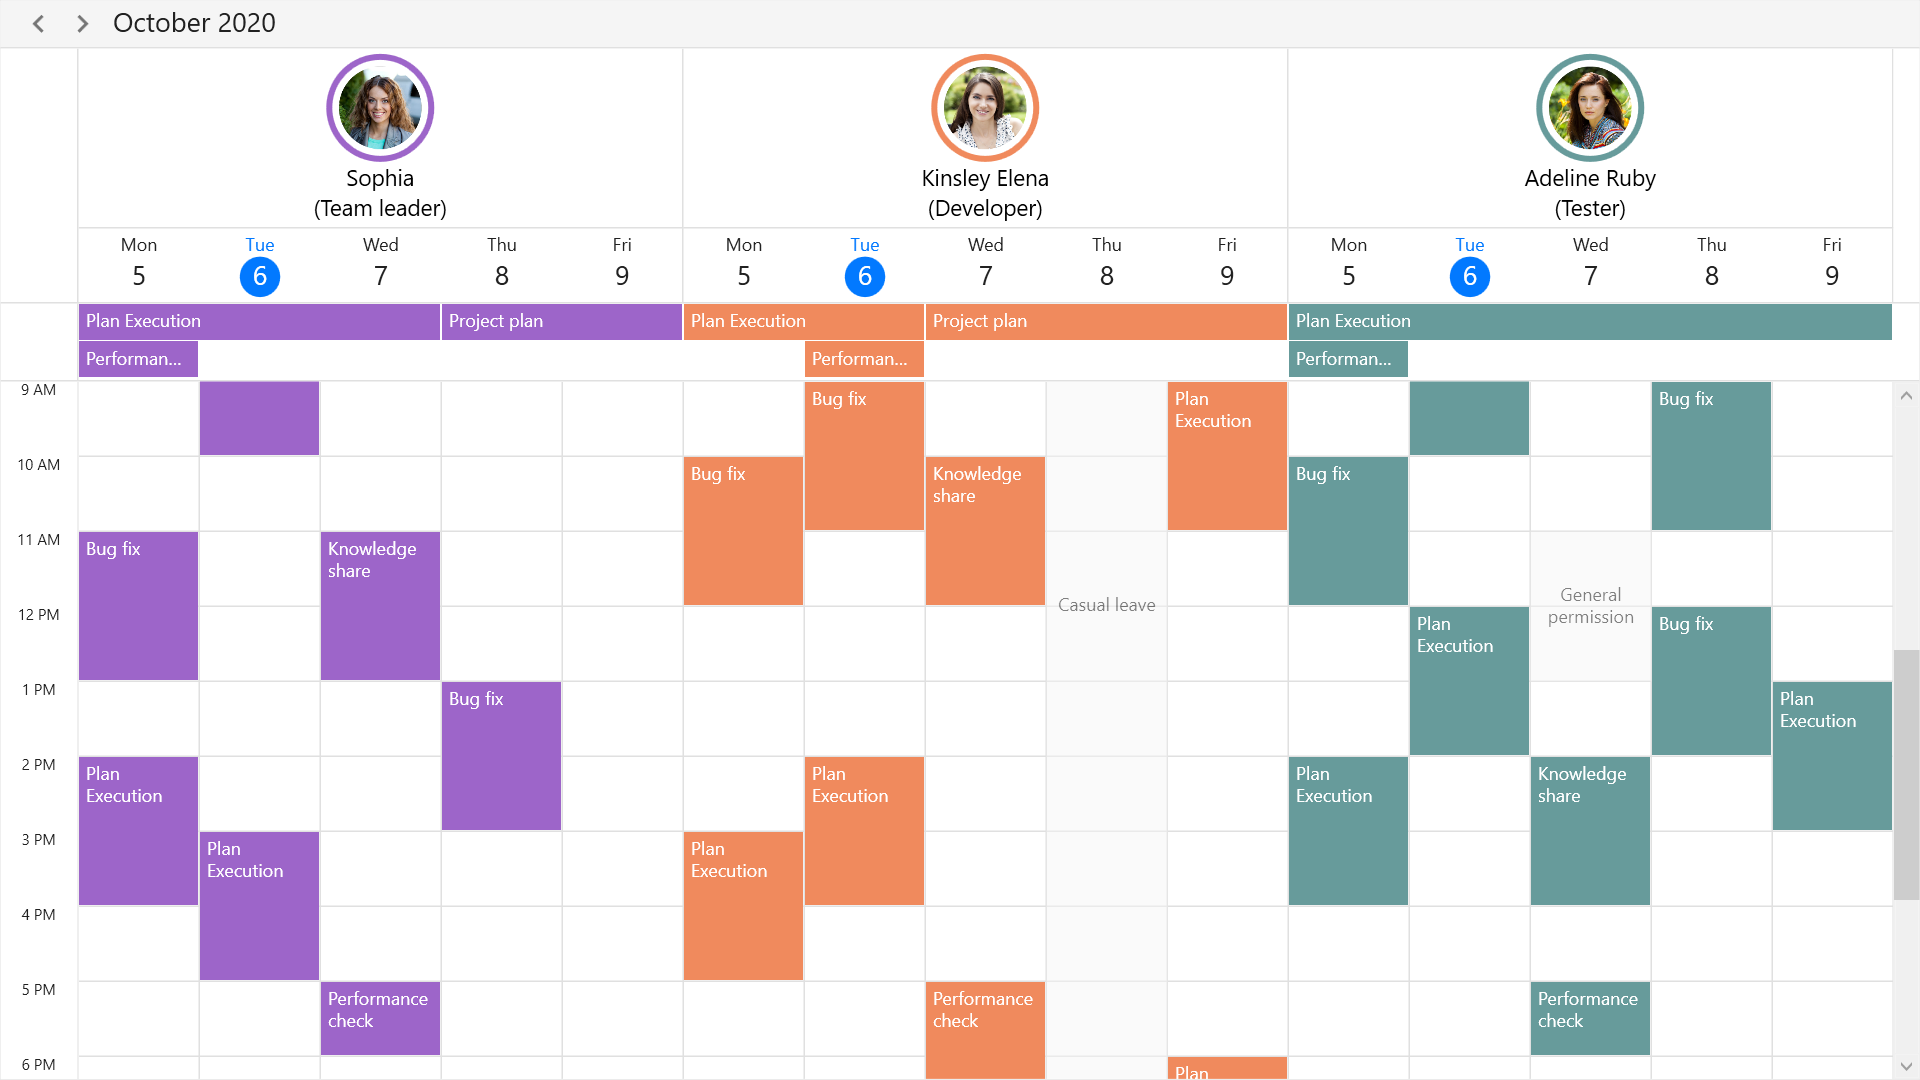 October 2020
Sophia
(Team leader)
Kinsley Elena
(Developer)
Adeline Ruby
(Tester)
Mon Tue Wed Thu Fri Mon Tue Wed Thu Fri Mon Tue Wed Thu Fri
5 6 7 8 9 5 6 7 8 9 5 6 7 8 9
Plan Execution Project plan Plan Execution Project plan Plan Execution
Performan... Performan... Performan...
9 AM
Bug fix
Plan
Execution
Bug fix
10 AM
Bug fix
Knowledge
share
Bug fix
11 AM
Bug fix
Knowledge
share
Casual leave
General
permission
12 PM
Plan
Execution
Bug fix
1 PM
Bug fix
Plan
Execution
2 PM
Plan
Execution
Plan
Execution
Plan
Execution
Knowledge
share
3 PM
Plan
Execution
Plan
Execution
4 PM
5 PM
Performance
check
Performance
check
Performance
check
6 PM
Plan